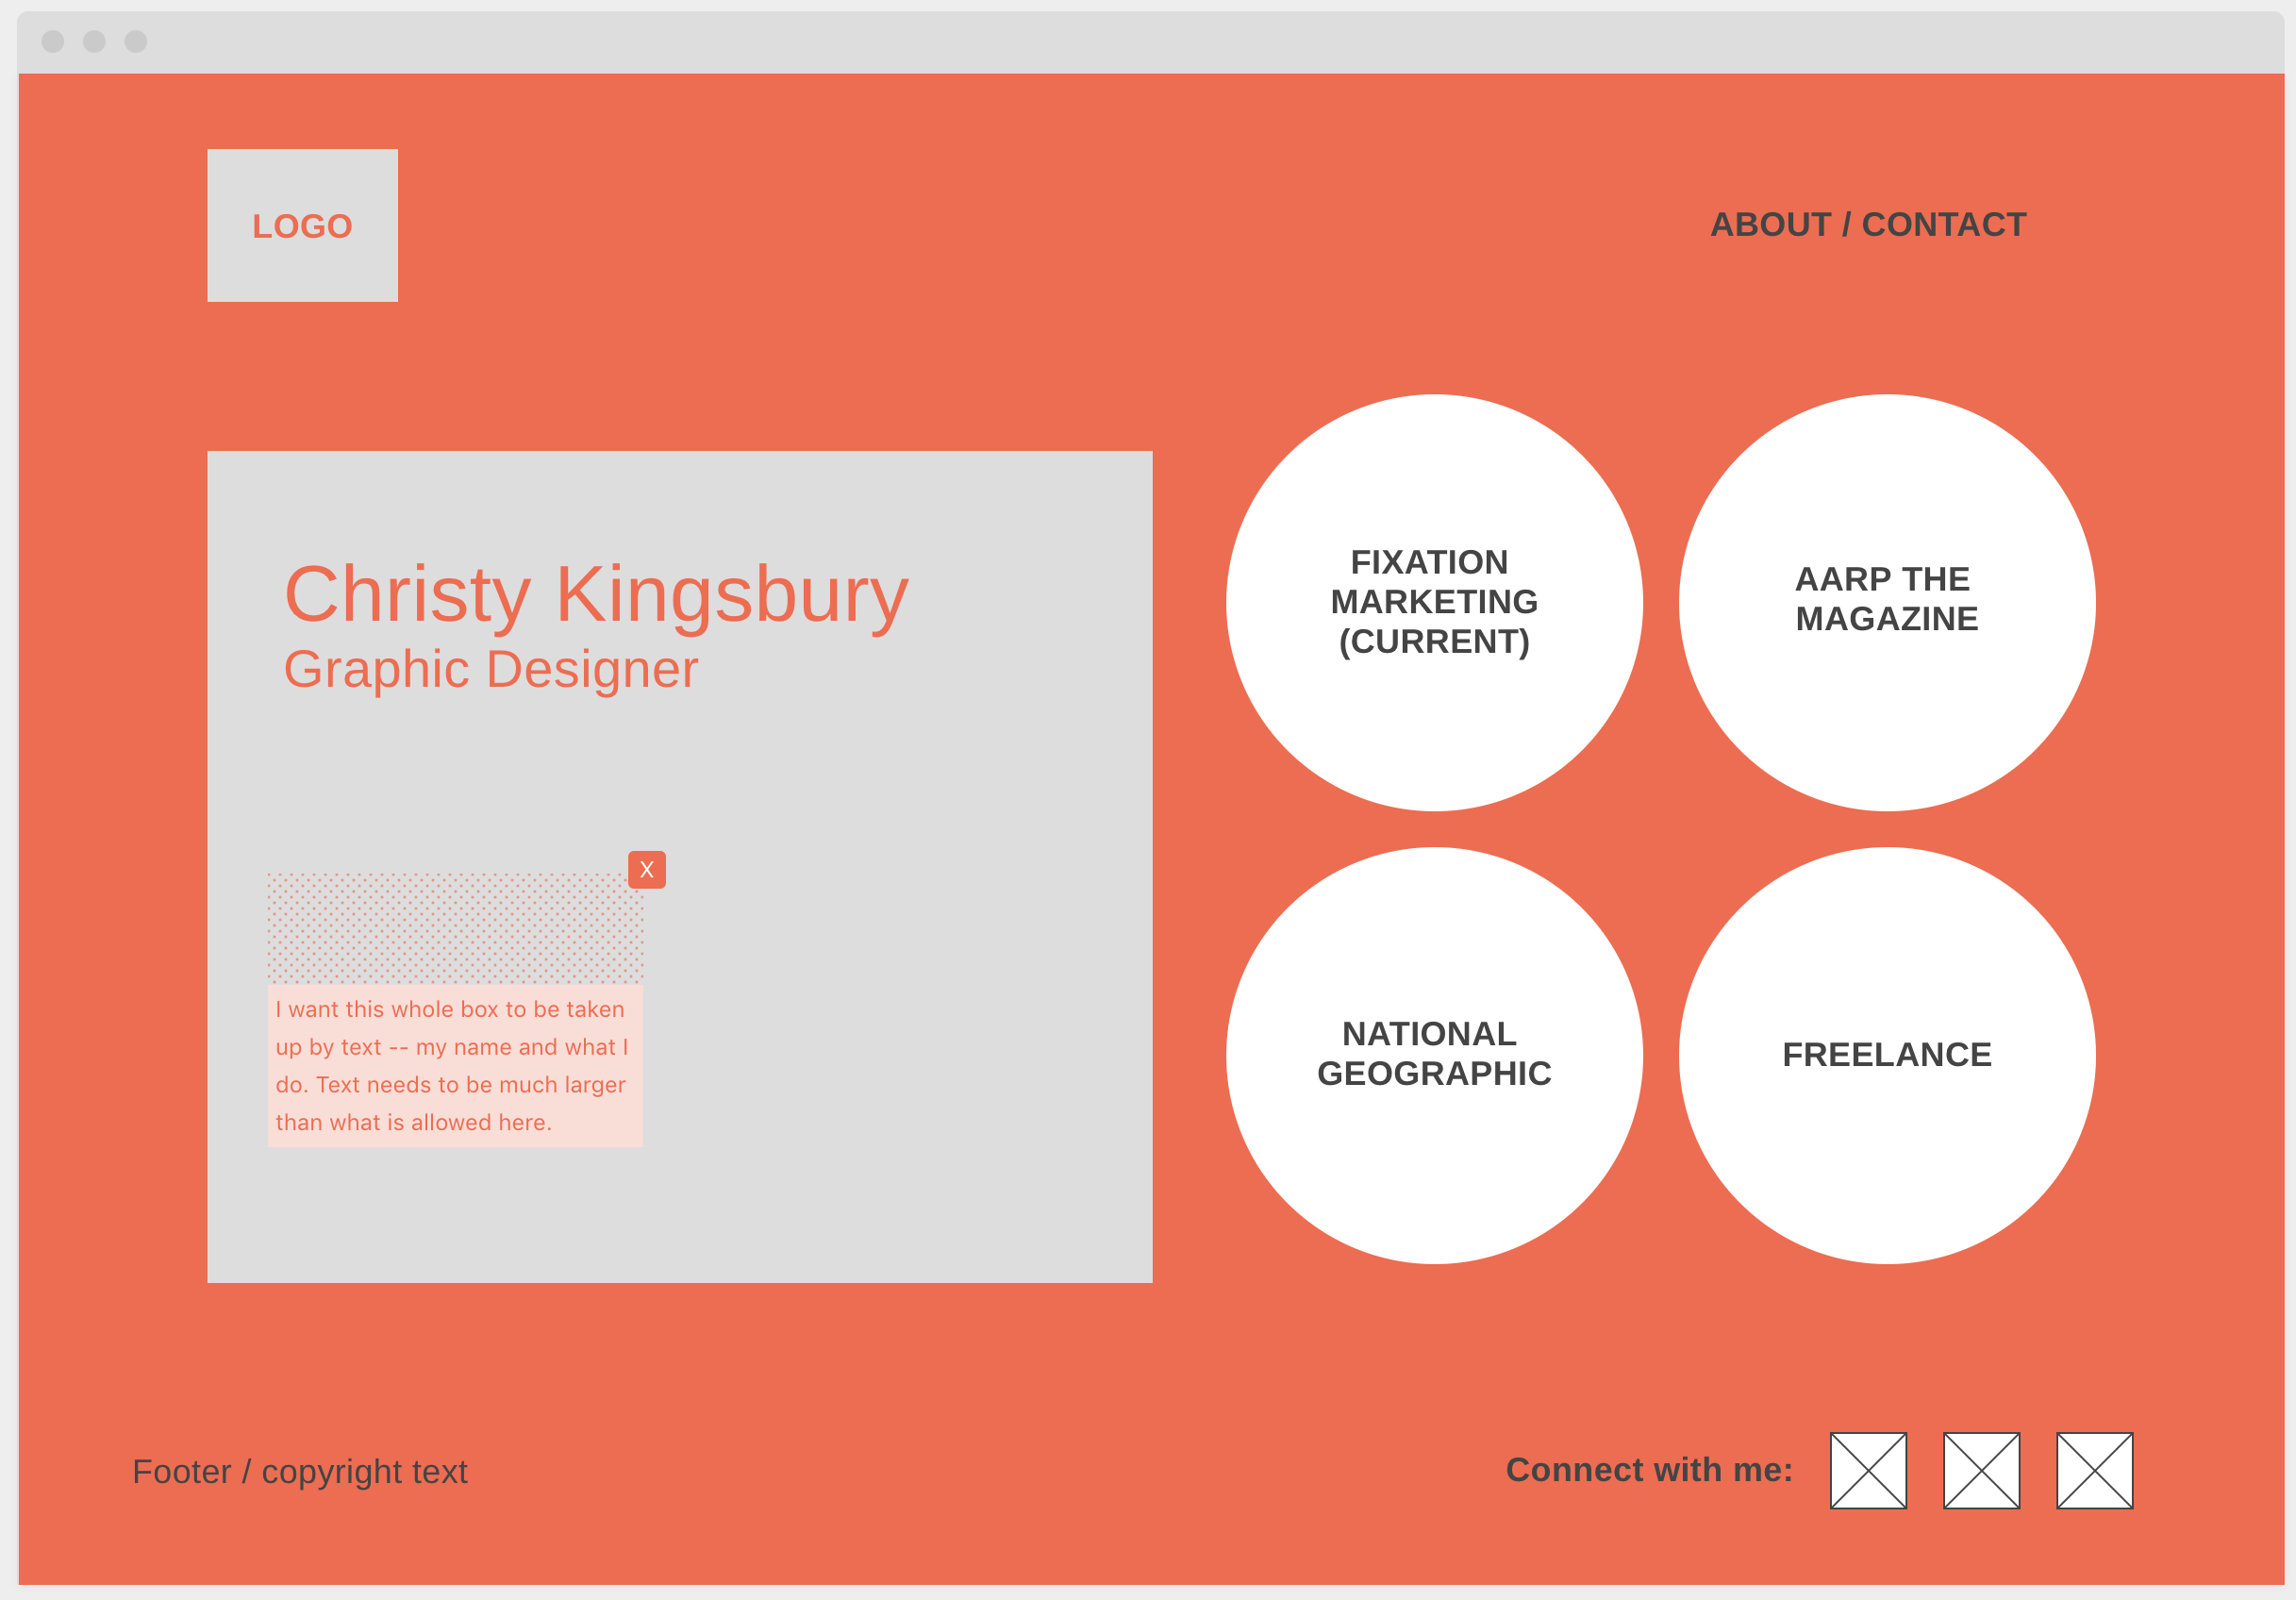 LOGO
ABOUT / CONTACT
Christy Kingsbury
Graphic Designer
X
I want this whole box to be taken
up by text -- my name and what I
do. Text needs to be much larger
than what is allowed here.
FIXATION
MARKETING
(CURRENT)
AARP THE
MAGAZINE
NATIONAL
GEOGRAPHIC
FREELANCE
Footer / copyright text
Connect with me: